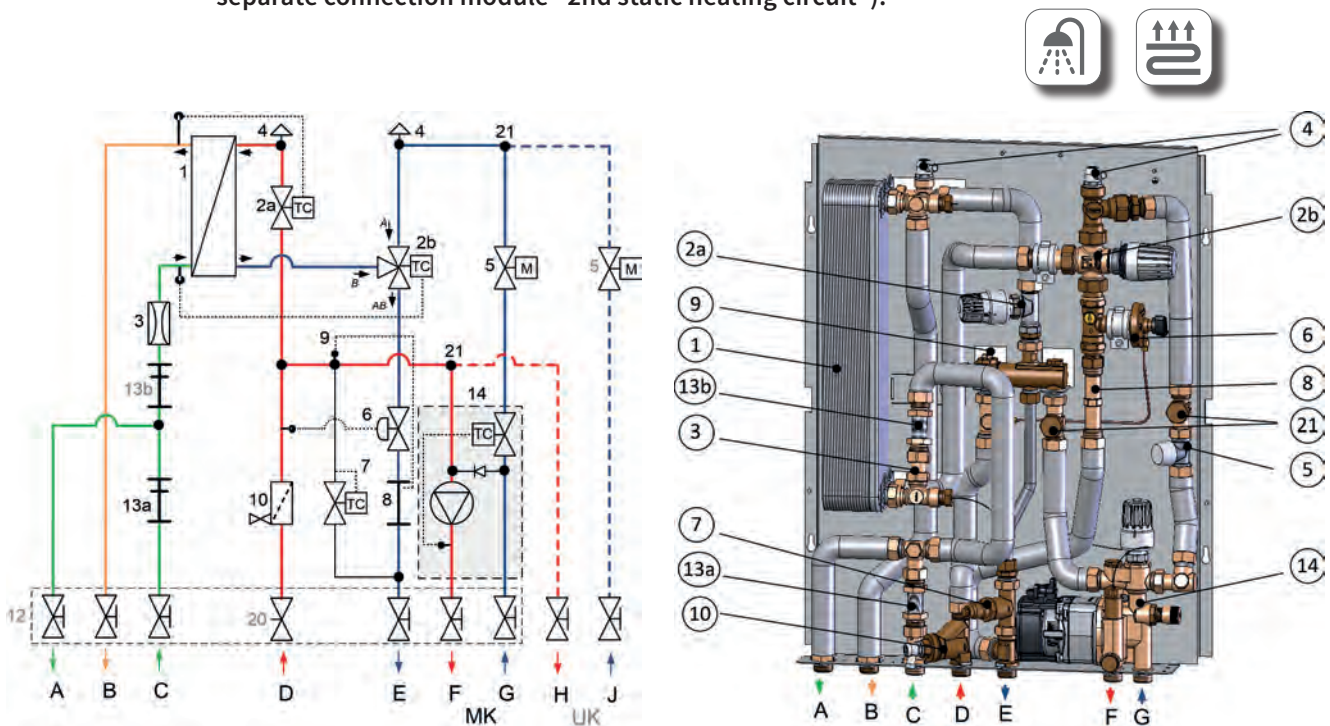 separate connection module "2nd static heating circuit").
4 4 21
1
2a TC
A
2b
TC
B
AB
5 M 5 M
3
9
21
13b
14
6
TC
7
TC
13a
10
8
12
20
A B C D E F G H J
MK UK
4
2b
2a
9
6
1
8
13b
21
3
5
7
13a
14
10
A B C D E F G